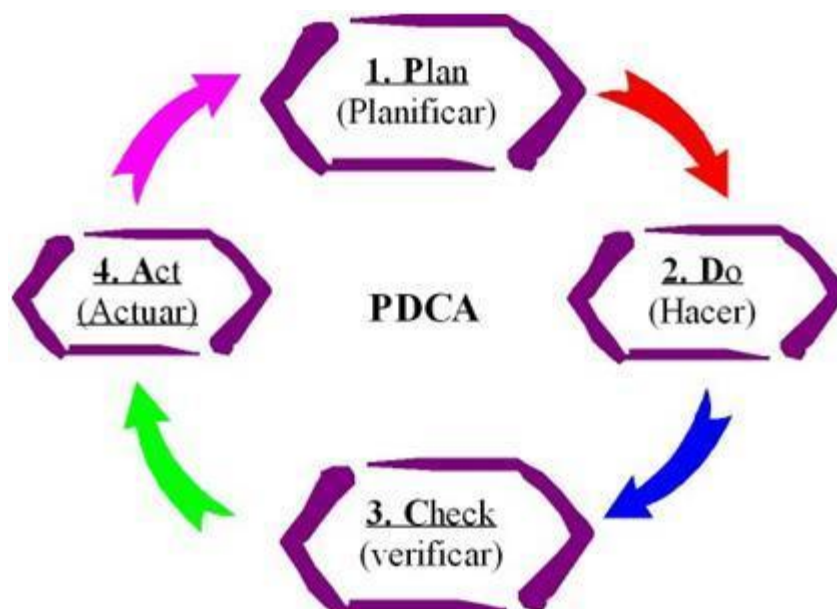 1. Plan
(Planificar)
2. Do
(Hacer)
3. Check
(verificar)
4. Act
(Actuar)
PDCA